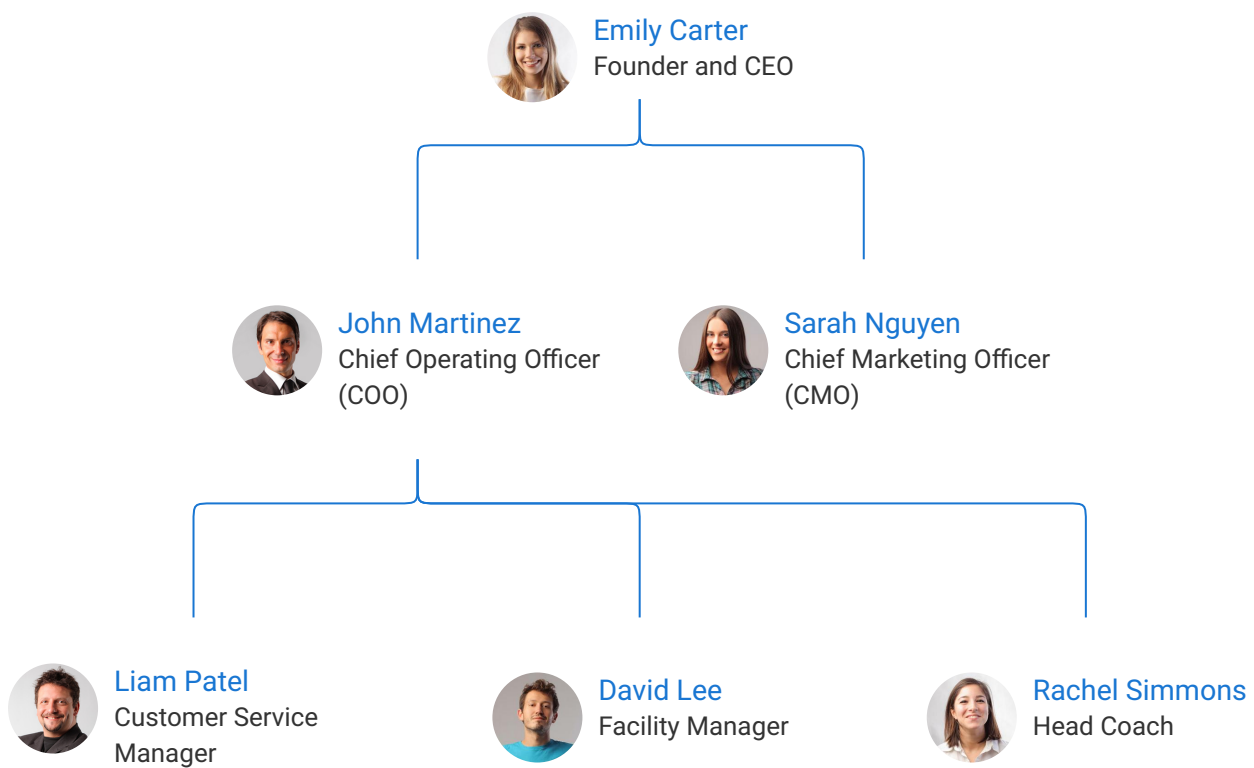 Emily Carter
Founder and CEO
John Martinez
Chief Operating Officer
(COO)
Sarah Nguyen
Chief Marketing Officer
(CMO)
Liam Patel
Customer Service
Manager
David Lee
Facility Manager
Rachel Simmons
Head Coach